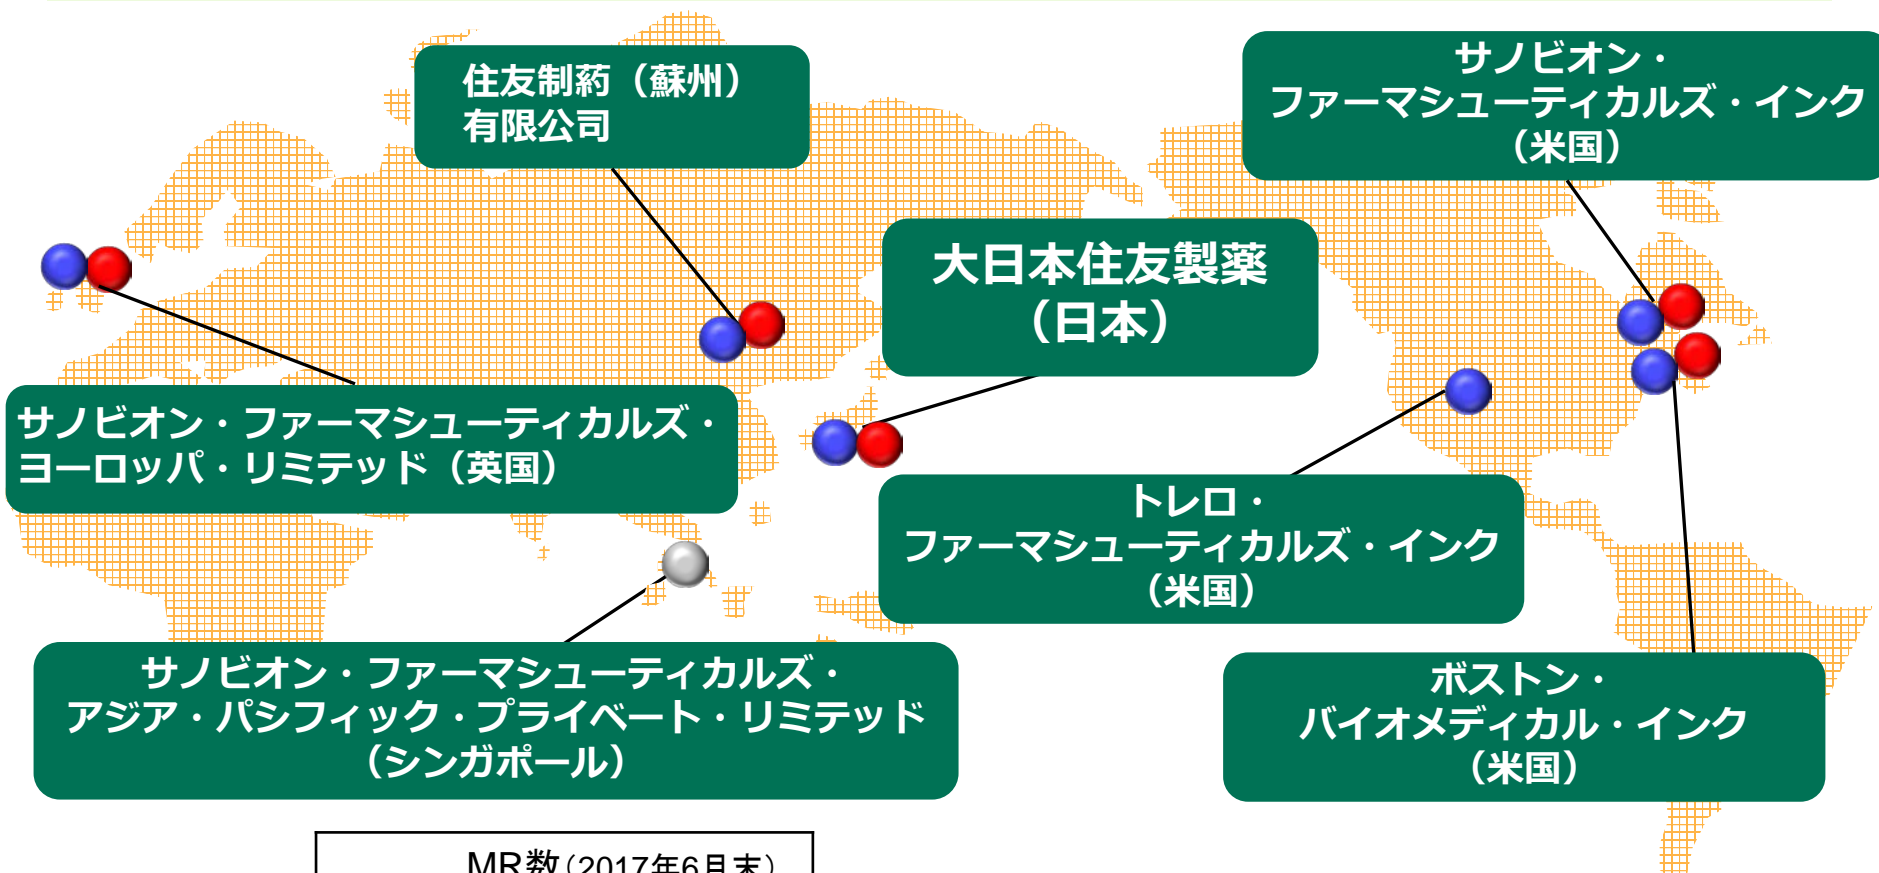 住友制葯（蘇州）
有限公司
サノビオン・
ファーマシューティカルズ・インク
（米国）
大日本住友製薬
（日本）
サノビオン・ファーマシューティカルズ・
ヨーロッパ・リミテッド（英国）
トレロ・
ファーマシューティカルズ・インク
（米国）
サノビオン・ファーマシューティカルズ・
アジア・パシフィック・プライベート・リミテッド
（シンガポール）
ボストン・
バイオメディカル・インク
（米国）
MR数（2017年6月末）